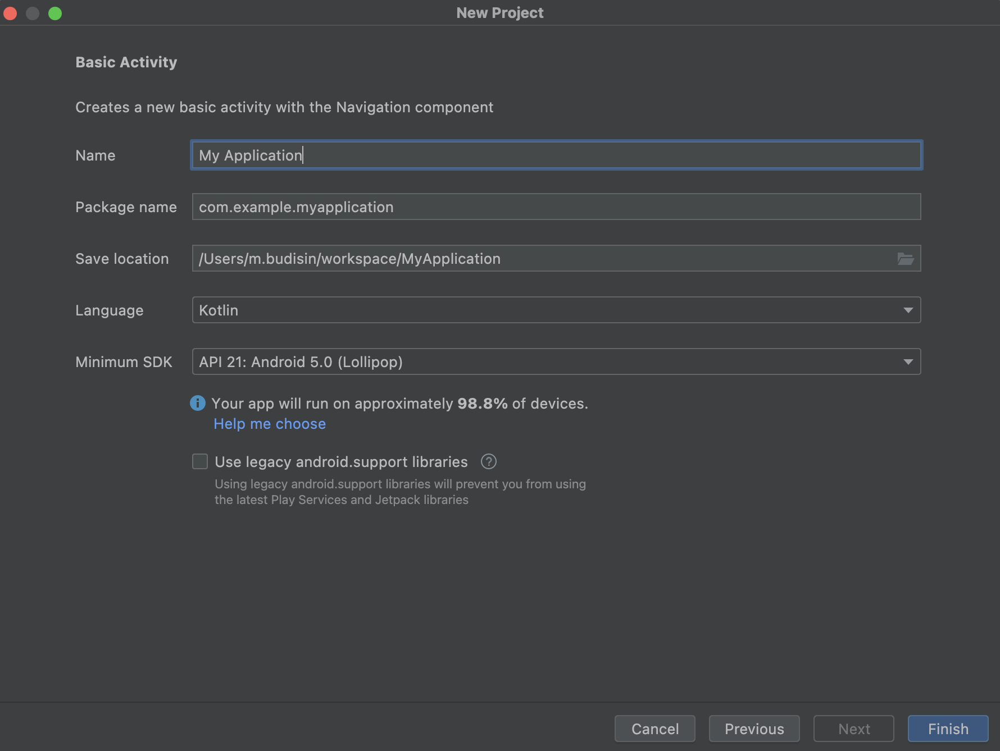 New Project
Basic Activity
Creates a new basic activity with the Navigation component
Name
My Application
Package name
com.example.myapplication
Save location
/Users/m.budisin/workspace/MyApplication
Language
Kotlin
Minimum SDK
API 21: Android 5.0 (Lollipop)
i Your app will run on approximately 98.8% of devices.
Help me choose
Use legacy android.support libraries ?
Using legacy android.support libraries will prevent you from using
the latest Play Services and Jetpack libraries
Cancel
Previous
Next
Finish